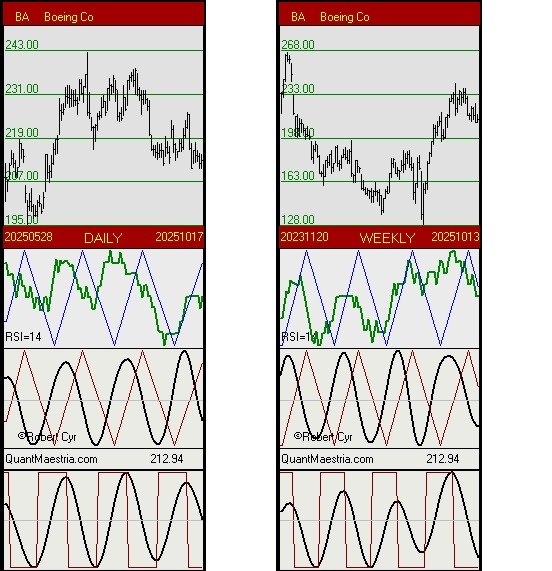 BA Boeing Co
243.00
231.00
219.00
207.00
195.00
20250528 DAILY 20251017
RSI=14
©Robert Cyr
QuantMaestria.com 212.94
BA Boeing Co
268.00
233.00
198.00
163.00
128.00
20231120 WEEKLY 20251013
RSI=14
©Robert Cyr
QuantMaestria.com 212.94